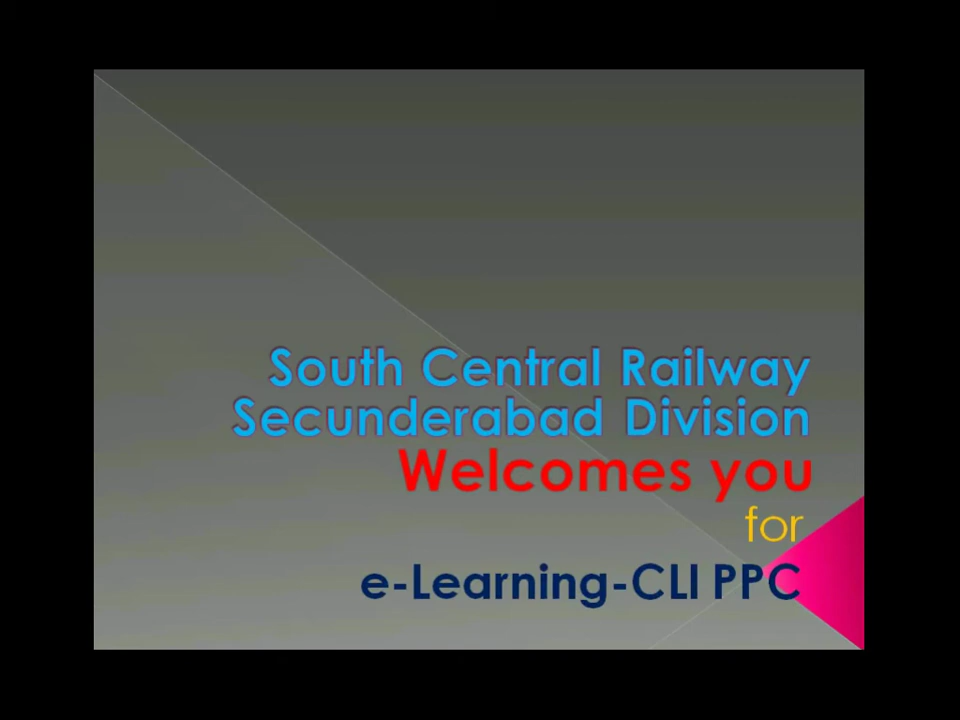 South Central Railway
Secunderabad Division
Welcomes you
for
e-Learning-CLI PPC